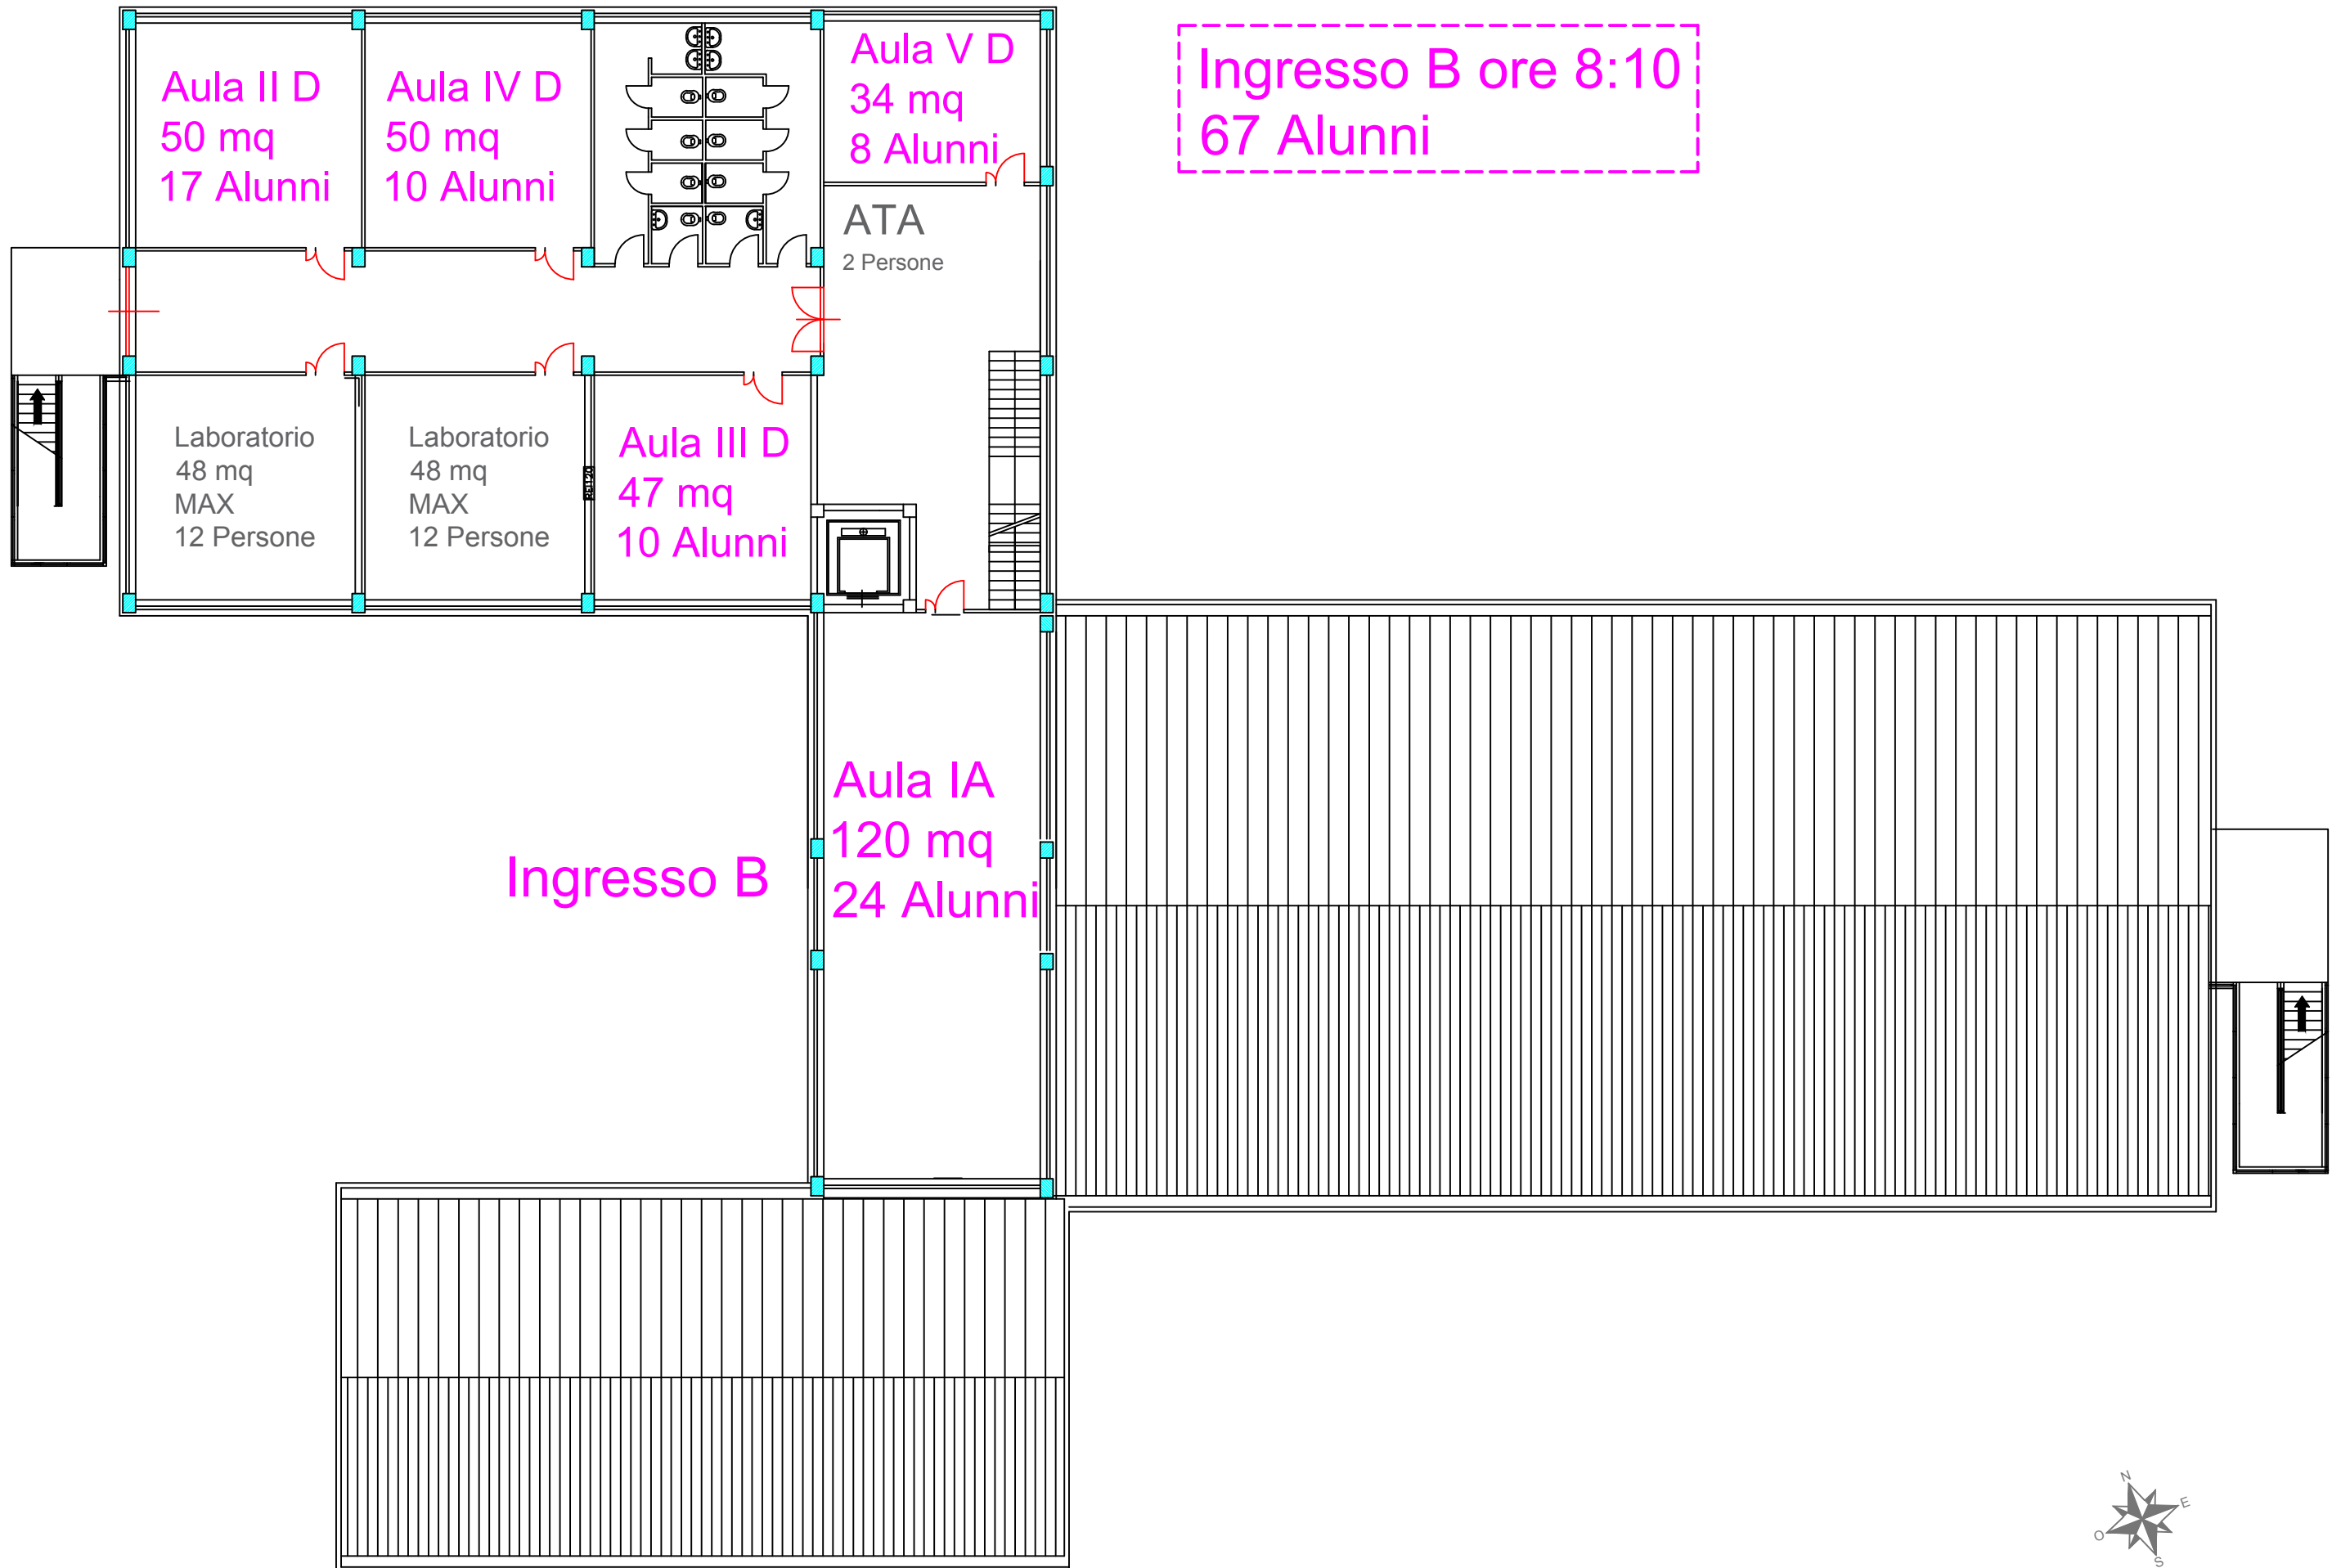 Aula II D
50 mq
17 Alunni
Aula IV D
50 mq
10 Alunni
Aula V D
34 mq
8 Alunni
Ingresso B ore 8:10
67 Alunni
ATA
2 Persone
Laboratorio
48 mq
MAX
12 Persone
Laboratorio
48 mq
MAX
12 Persone
Aula III D
47 mq
10 Alunni
Aula IA
120 mq
24 Alunni
Ingresso B
N
E
O
S